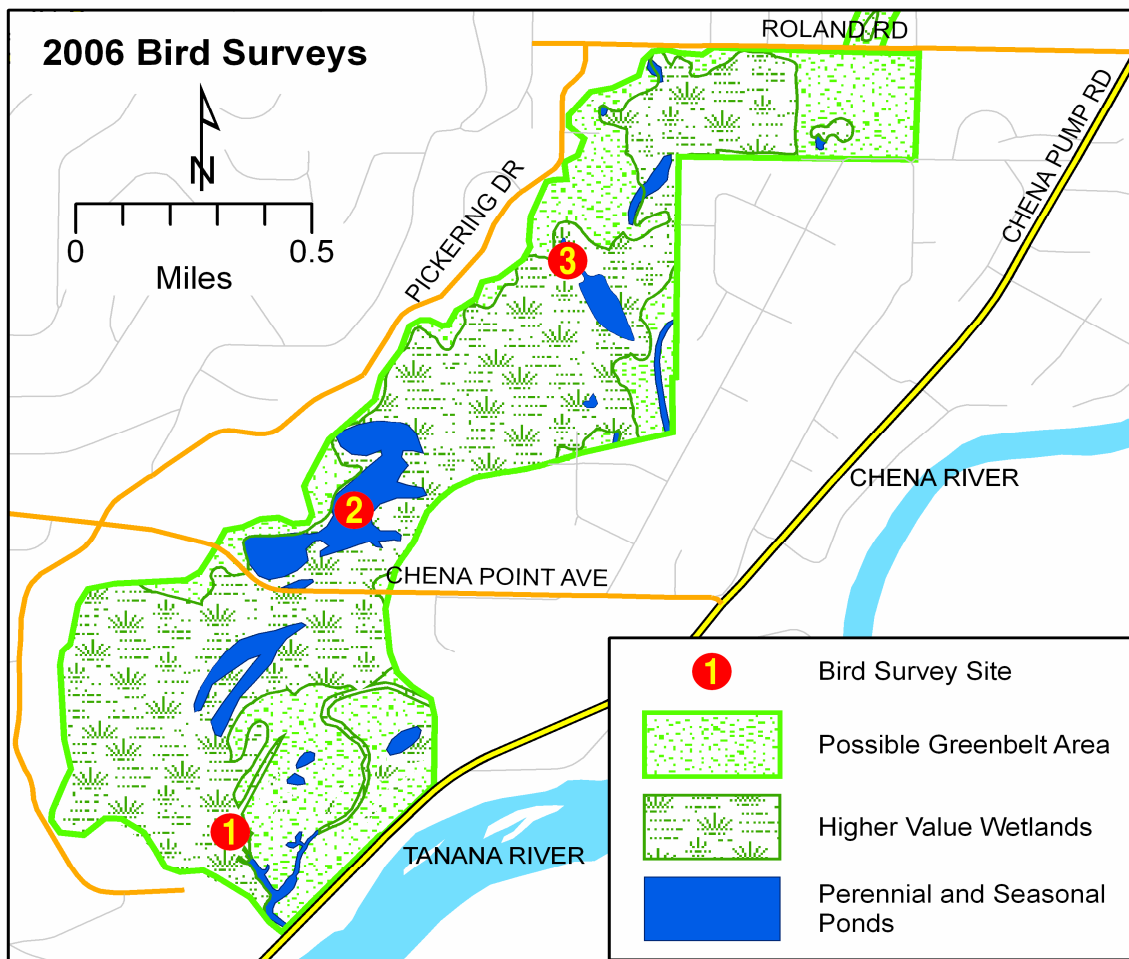 2006 Bird Surveys
N
0
0.5
Miles
ROLAND RD
CHENA PUMP RD
PICKERING DR
3
CHENA RIVER
2
CHENA POINT AVE
1
TANANA RIVER
1
Bird Survey Site
Possible Greenbelt Area
Higher Value Wetlands
Perennial and Seasonal
Ponds